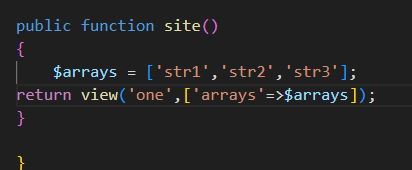 public function site()
{
$arrays = ['str1','str2','str3'];
return view('one',['arrays'=>$arrays]);
}
}